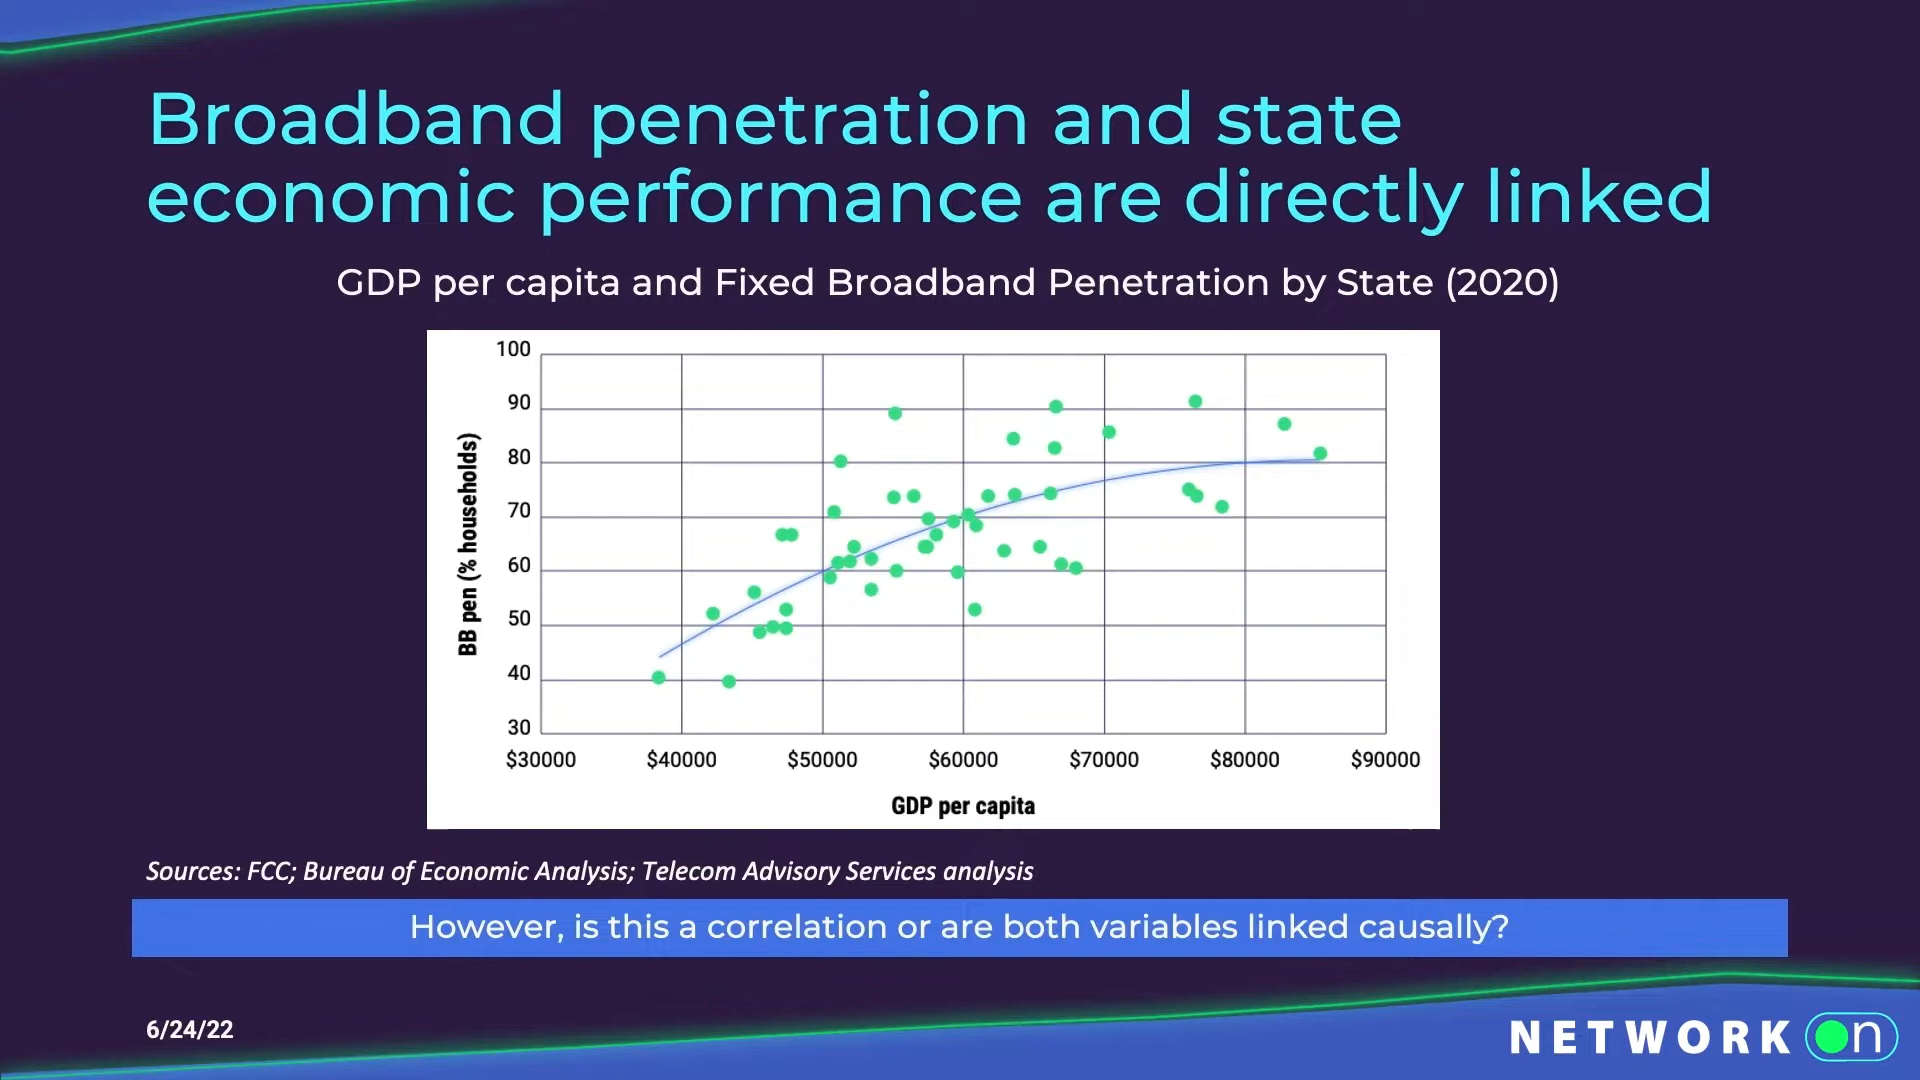 Broadband penetration and state
economic performance are directly linked
GDP per capita and Fixed Broadband Penetration by State (2020)
BB pen (% households)
100
90
80
70
60
50
40
30
$30000 $40000 $50000 $60000 $70000 $80000 $90000
GDP per capita
Sources: FCC; Bureau of Economic Analysis; Telecom Advisory Services analysis
However, is this a correlation or are both variables linked causally?
6/24/22
NETWORK On